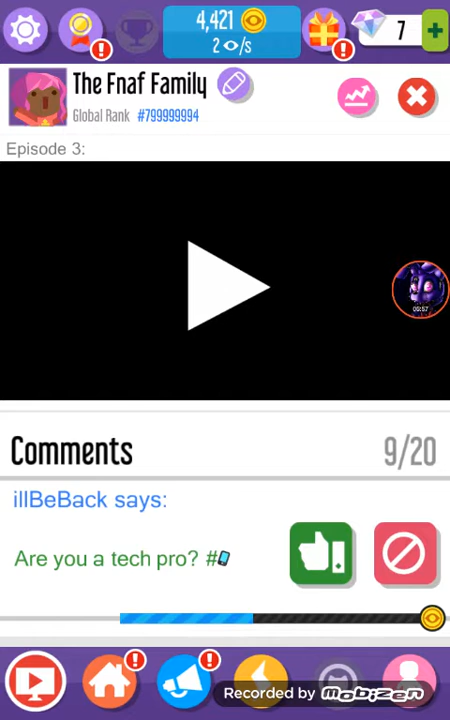 4,421
2 /s
7
The Fnaf Family
Global Rank #799999994
Episode 3:
05:57
Comments 9/20
illBeBack says:
Are you a tech pro? #📱
Recorded by mobizen